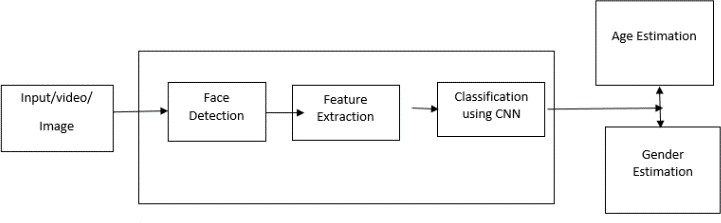 Input/video/
Image
Face
Detection
Feature
Extraction
Classification
using CNN
Age Estimation
Gender
Estimation